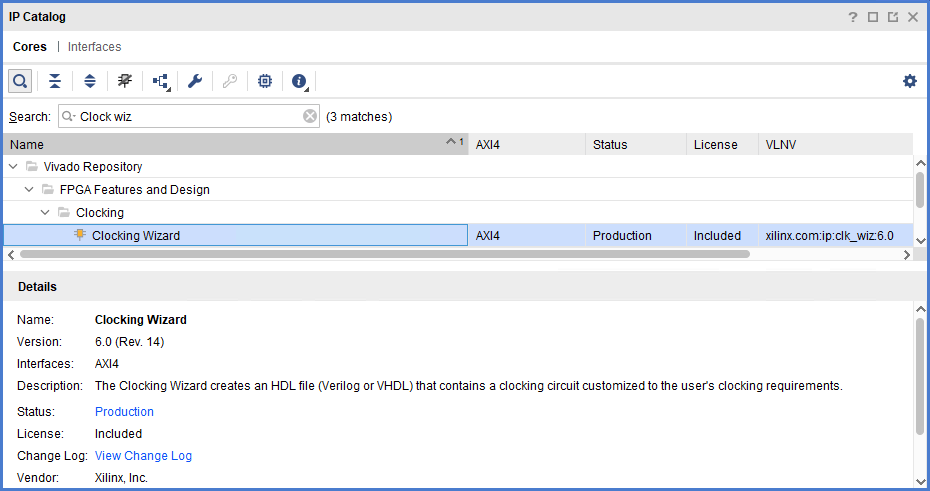 IP Catalog
Cores | Interfaces
Search: Clock wiz (3 matches)
Name 1 AXI4 Status License VLNV
Vivado Repository
FPGA Features and Design
Clocking
Clocking Wizard AXI4 Production Included xilinx.com:ip:clk_wiz:6.0
Details
Name: Clocking Wizard
Version: 6.0 (Rev. 14)
Interfaces: AXI4
Description: The Clocking Wizard creates an HDL file (Verilog or VHDL) that contains a clocking circuit customized to the user's clocking requirements.
Status: Production
License: Included
Change Log: View Change Log
Vendor: Xilinx, Inc.